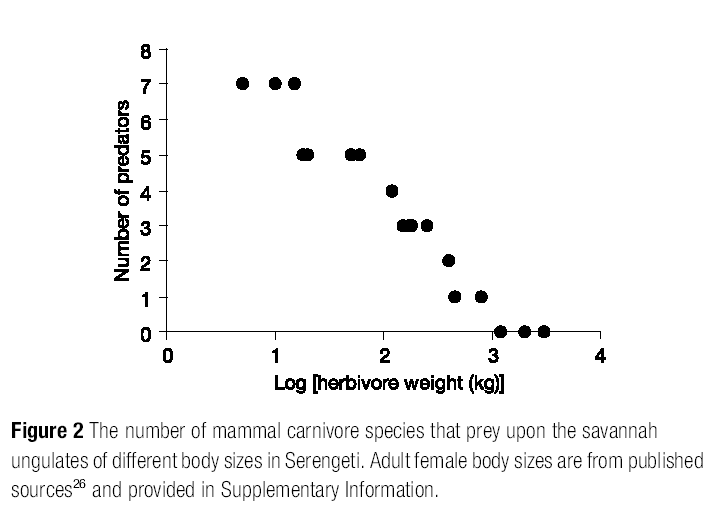 8
7
6
5
4
3
2
1
0
Number of predators
0 1 2 3 4
Log [herbivore weight (kg)]
Figure 2 The number of mammal carnivore species that prey upon the savannah
ungulates of different body sizes in Serengeti. Adult female body sizes are from published
sources²⁶ and provided in Supplementary Information.